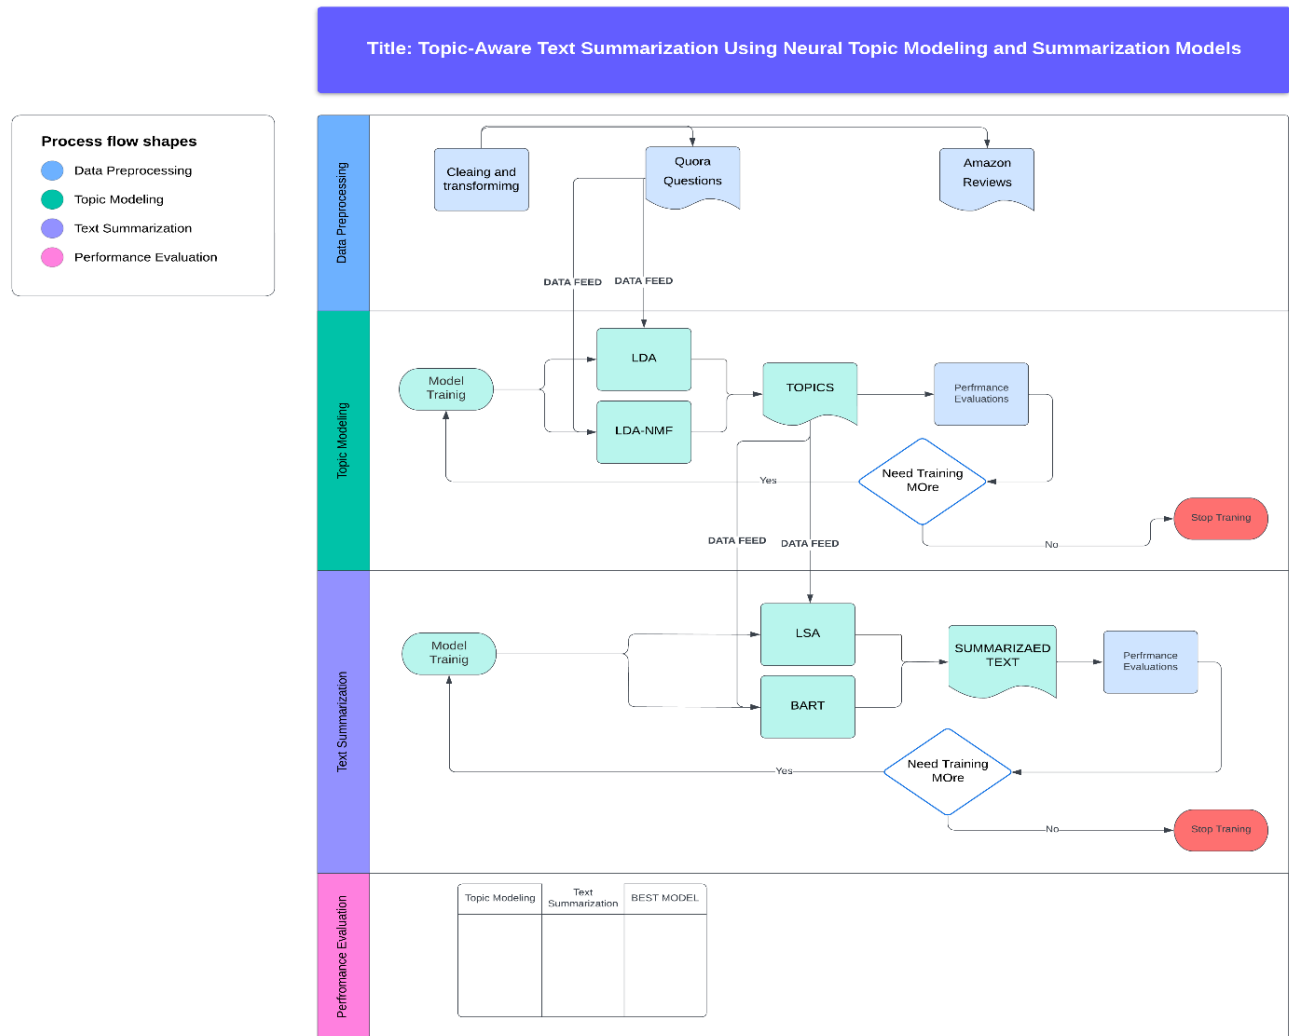 Title: Topic-Aware Text Summarization Using Neural Topic Modeling and Summarization Models
Process flow shapes
Data Preprocessing
Topic Modeling
Text Summarization
Performance Evaluation
Data Preprocessing
Cleaing and
transformimg
Quora
Questions
Amazon
Reviews
DATA FEED
DATA FEED
Topic Modeling
Model
Trainig
LDA
LDA-NMF
TOPICS
Perfrmance
Evaluations
Need Training
MOre
Yes
No
Stop Traning
DATA FEED
DATA FEED
Text Summarization
Model
Trainig
LSA
BART
SUMMARIZAED
TEXT
Perfrmance
Evaluations
Need Training
MOre
Yes
No
Stop Traning
Perfromance Evaluation
Topic Modeling
Text
Summarization
BEST MODEL